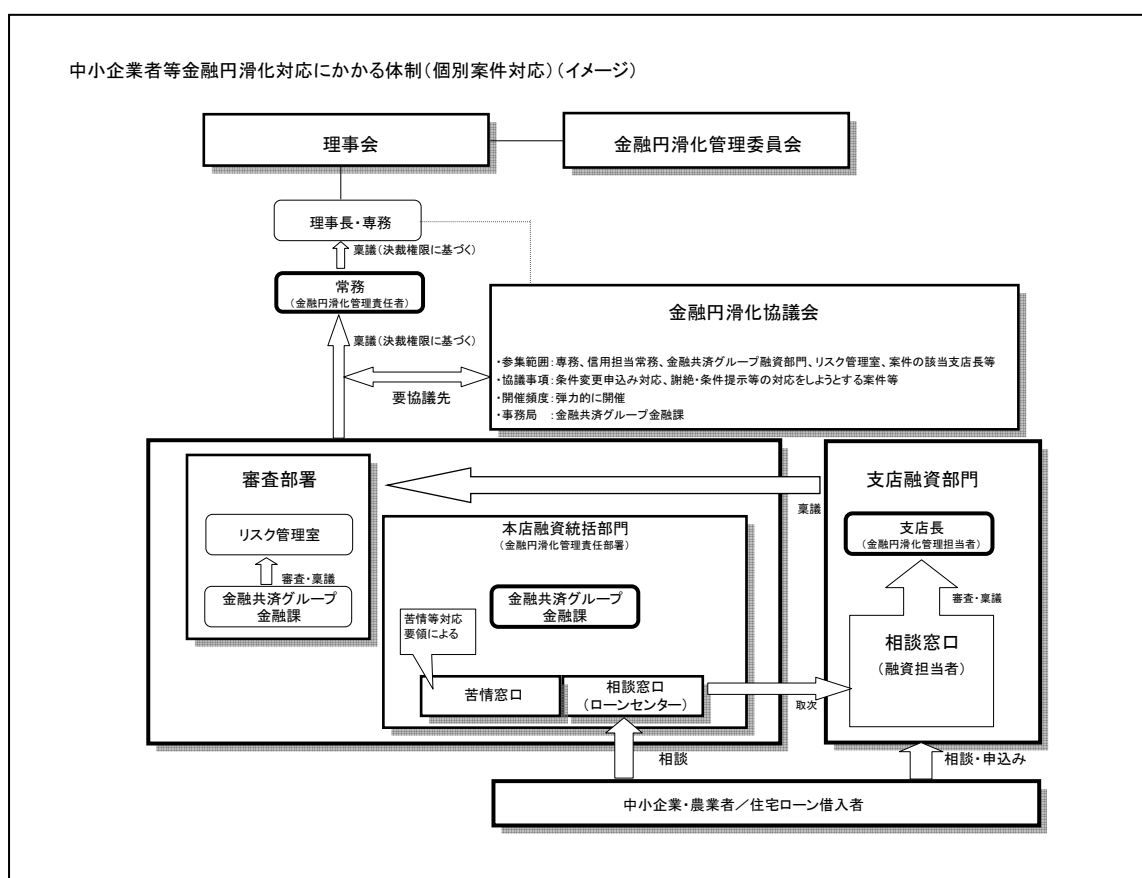 中小企業者等金融円滑化対応にかかる体制(個別案件対応)(イメージ)
理事会
金融円滑化管理委員会
理事長・専務
稟議(決裁権限に基づく)
常務
(金融円滑化管理責任者)
稟議(決裁権限に基づく)
要協議先
金融円滑化協議会
・参集範囲:専務、信用担当常務、金融共済グループ融資部門、リスク管理室、案件の該当支店長等
・協議事項:条件変更申込み対応、謝絶・条件提示等の対応をしようとする案件等
・開催頻度:弾力的に開催
・事務局 :金融共済グループ金融課
審査部署
リスク管理室
審査・稟議
金融共済グループ
金融課
稟議
本店融資統括部門
(金融円滑化管理責任部署)
金融共済グループ
金融課
苦情等対応
要領による
苦情窓口
相談窓口
(ローンセンター)
取次
支店融資部門
支店長
(金融円滑化管理担当者)
審査・稟議
相談窓口
(融資担当者)
相談
相談・申込み
中小企業・農業者/住宅ローン借入者